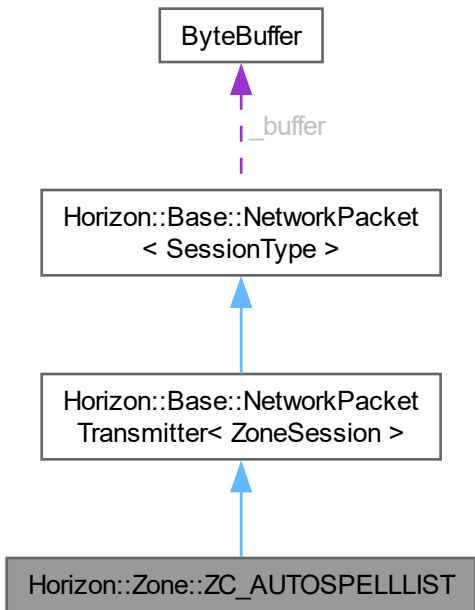 ByteBuffer
_buffer
Horizon::Base::NetworkPacket
< SessionType >
Horizon::Base::NetworkPacket
Transmitter< ZoneSession >
Horizon::Zone::ZC_AUTOSPELLLIST